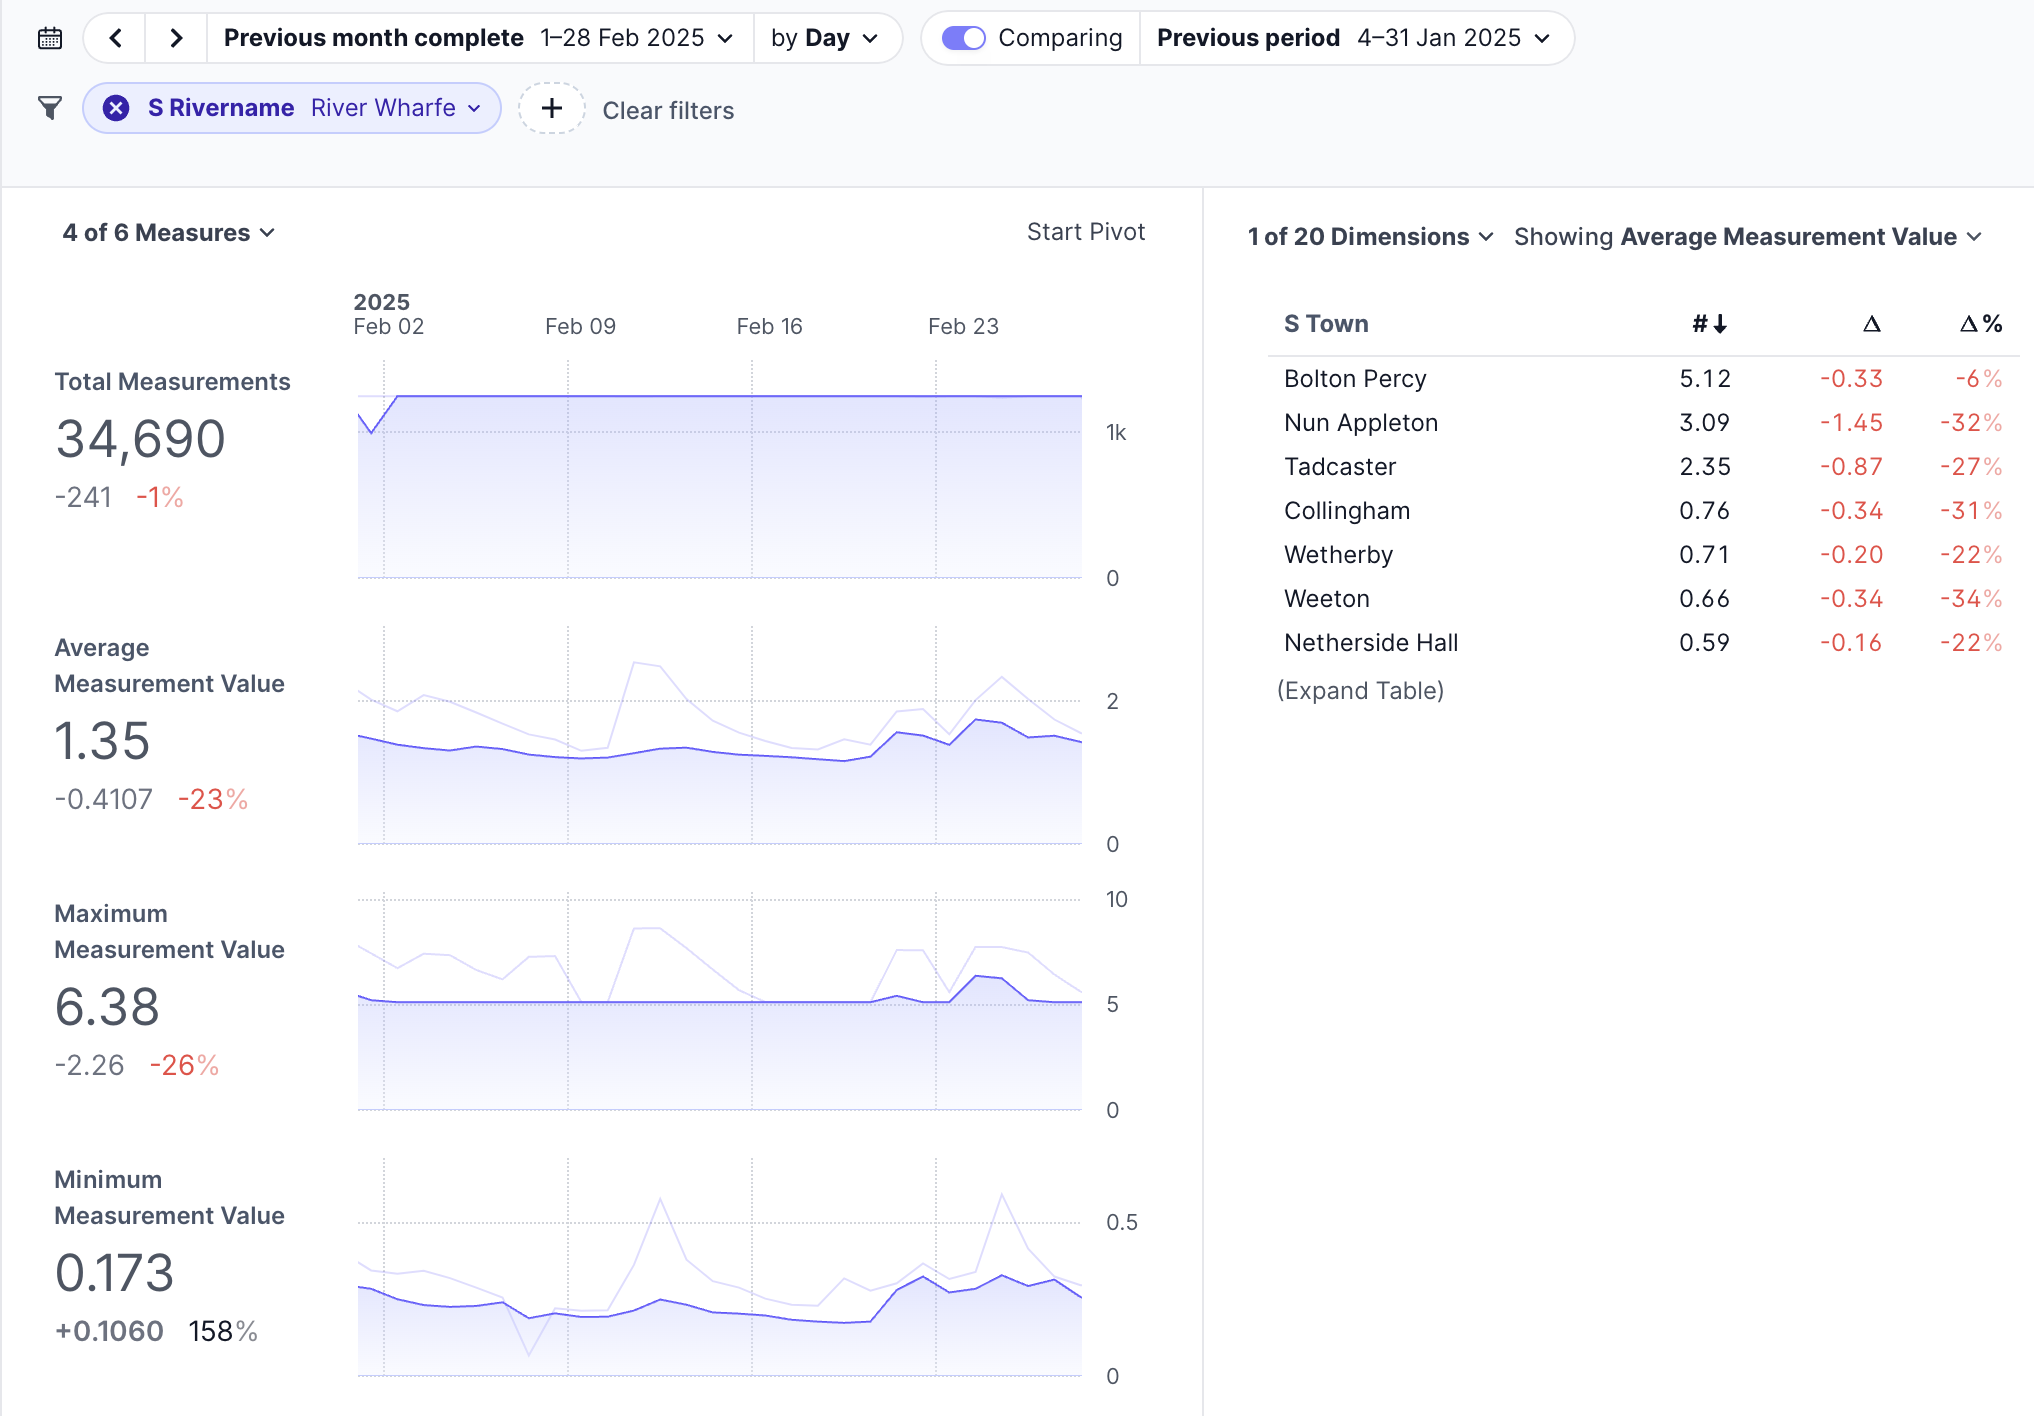 Previous month complete 1–28 Feb 2025 by Day Comparing Previous period 4–31 Jan 2025
S Rivername River Wharfe + Clear filters
4 of 6 Measures Start Pivot
2025
Feb 02 Feb 09 Feb 16 Feb 23
Total Measurements
34,690
-241 -1%
1k
0
Average
Measurement Value
1.35
-0.4107 -23%
2
0
Maximum
Measurement Value
6.38
-2.26 -26%
10
5
0
Minimum
Measurement Value
0.173
+0.1060 158%
0.5
0
1 of 20 Dimensions Showing Average Measurement Value
S Town # Δ Δ%
Bolton Percy 5.12 -0.33 -6%
Nun Appleton 3.09 -1.45 -32%
Tadcaster 2.35 -0.87 -27%
Collingham 0.76 -0.34 -31%
Wetherby 0.71 -0.20 -22%
Weeton 0.66 -0.34 -34%
Netherside Hall 0.59 -0.16 -22%
(Expand Table)